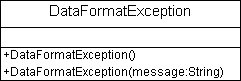 DataFormatException
+DataFormatException()
+DataFormatException(message:String)